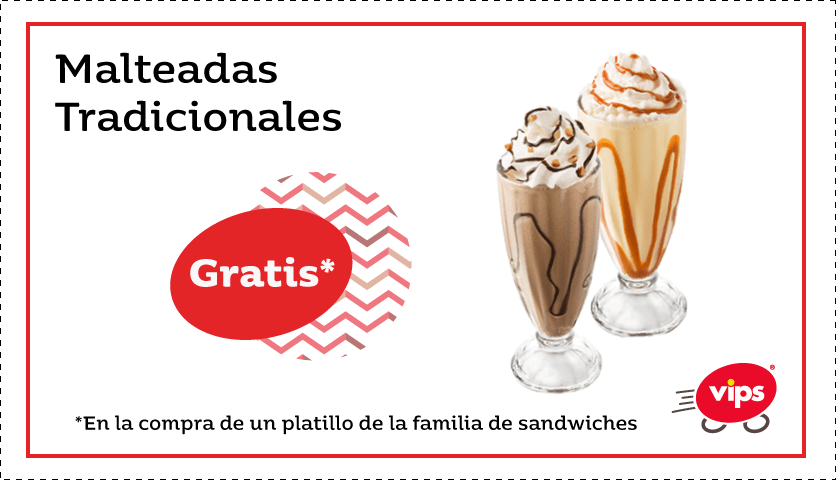 Malteadas
Tradicionales
Gratis*
*En la compra de un platillo de la familia de sandwiches
vips®